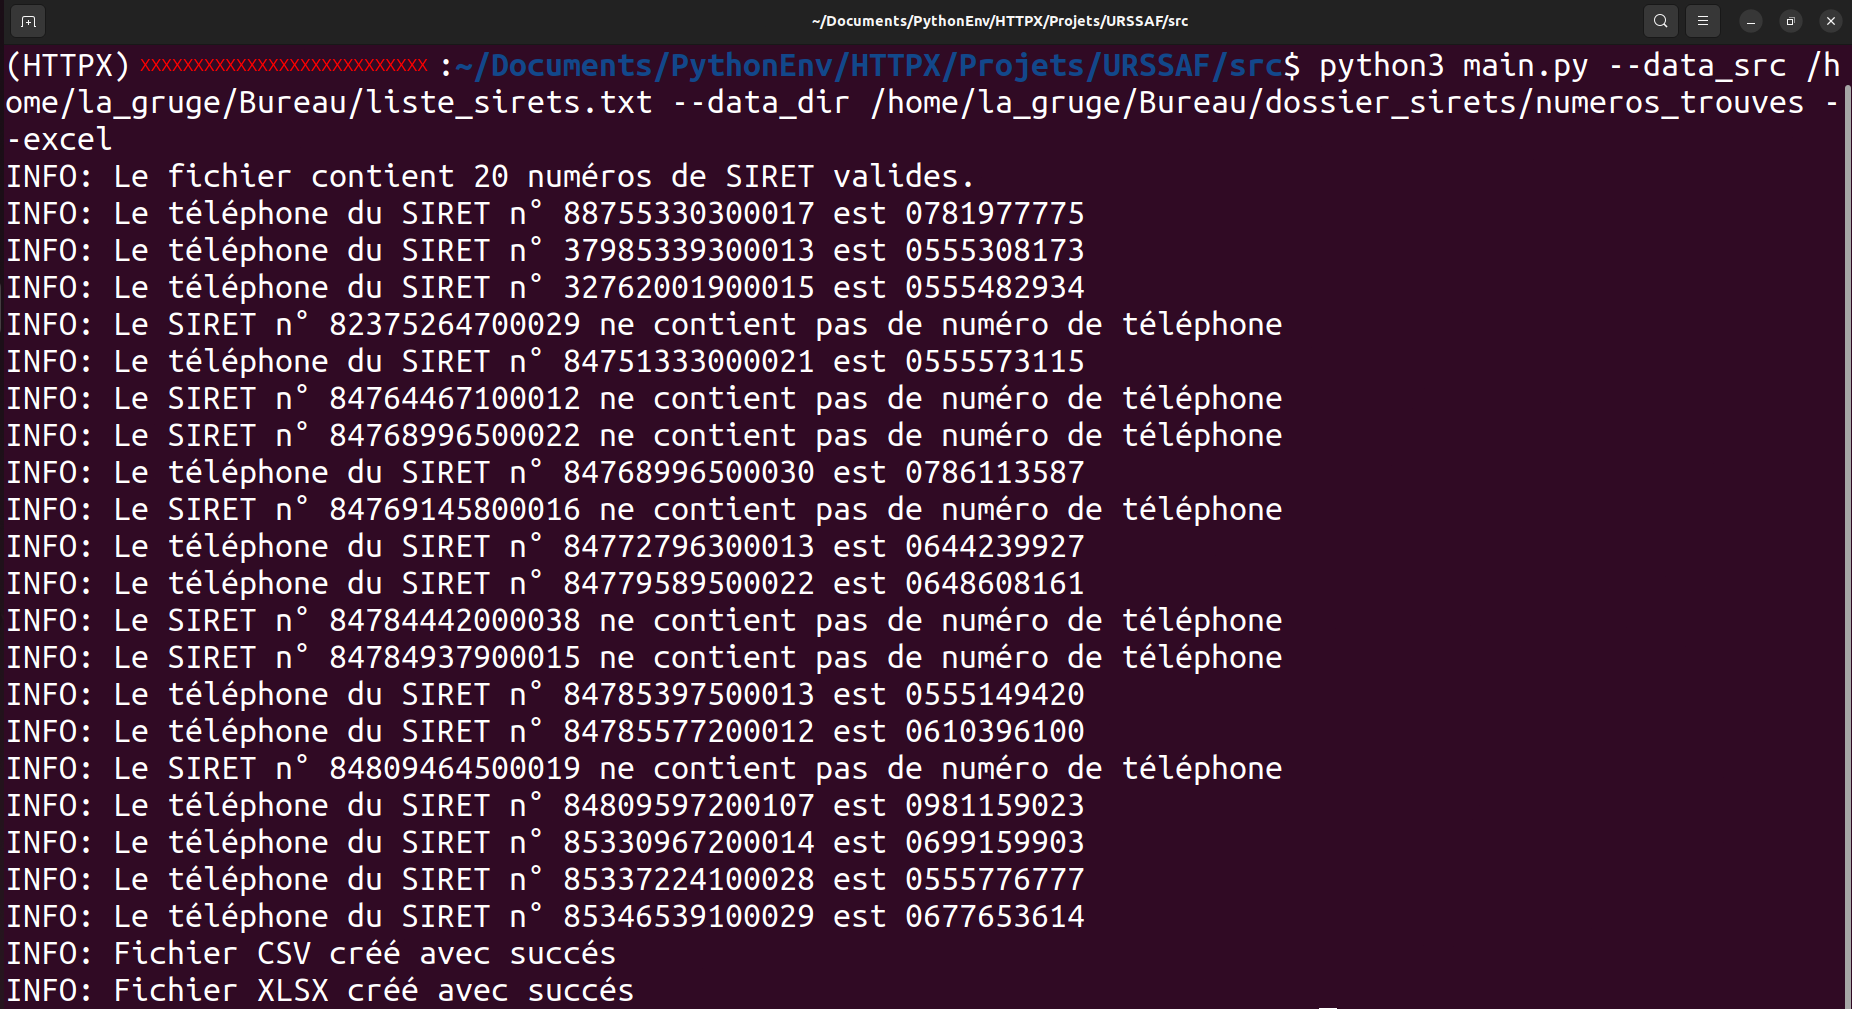 ~/Documents/PythonEnv/HTTPX/Projets/URSSAF/src
(HTTPX) xxxxxxxxxxxxxxxxxxxxxxxxxxx :~/Documents/PythonEnv/HTTPX/Projets/URSSAF/src$ python3 main.py --data_src /h
ome/la_gruge/Bureau/liste_sirets.txt --data_dir /home/la_gruge/Bureau/dossier_sirets/numeros_trouves -
-excel
INFO: Le fichier contient 20 numéros de SIRET valides.
INFO: Le téléphone du SIRET n° 88755330300017 est 0781977775
INFO: Le téléphone du SIRET n° 37985339300013 est 0555308173
INFO: Le téléphone du SIRET n° 32762001900015 est 0555482934
INFO: Le SIRET n° 82375264700029 ne contient pas de numéro de téléphone
INFO: Le téléphone du SIRET n° 84751333000021 est 0555573115
INFO: Le SIRET n° 84764467100012 ne contient pas de numéro de téléphone
INFO: Le SIRET n° 84768996500022 ne contient pas de numéro de téléphone
INFO: Le téléphone du SIRET n° 84768996500030 est 0786113587
INFO: Le SIRET n° 84769145800016 ne contient pas de numéro de téléphone
INFO: Le téléphone du SIRET n° 84772796300013 est 0644239927
INFO: Le téléphone du SIRET n° 84779589500022 est 0648608161
INFO: Le SIRET n° 84784442000038 ne contient pas de numéro de téléphone
INFO: Le SIRET n° 84784937900015 ne contient pas de numéro de téléphone
INFO: Le téléphone du SIRET n° 84785397500013 est 0555149420
INFO: Le téléphone du SIRET n° 84785577200012 est 0610396100
INFO: Le SIRET n° 84809464500019 ne contient pas de numéro de téléphone
INFO: Le téléphone du SIRET n° 84809597200107 est 0981159023
INFO: Le téléphone du SIRET n° 85330967200014 est 0699159903
INFO: Le téléphone du SIRET n° 85337224100028 est 0555776777
INFO: Le téléphone du SIRET n° 85346539100029 est 0677653614
INFO: Fichier CSV créé avec succés
INFO: Fichier XLSX créé avec succés